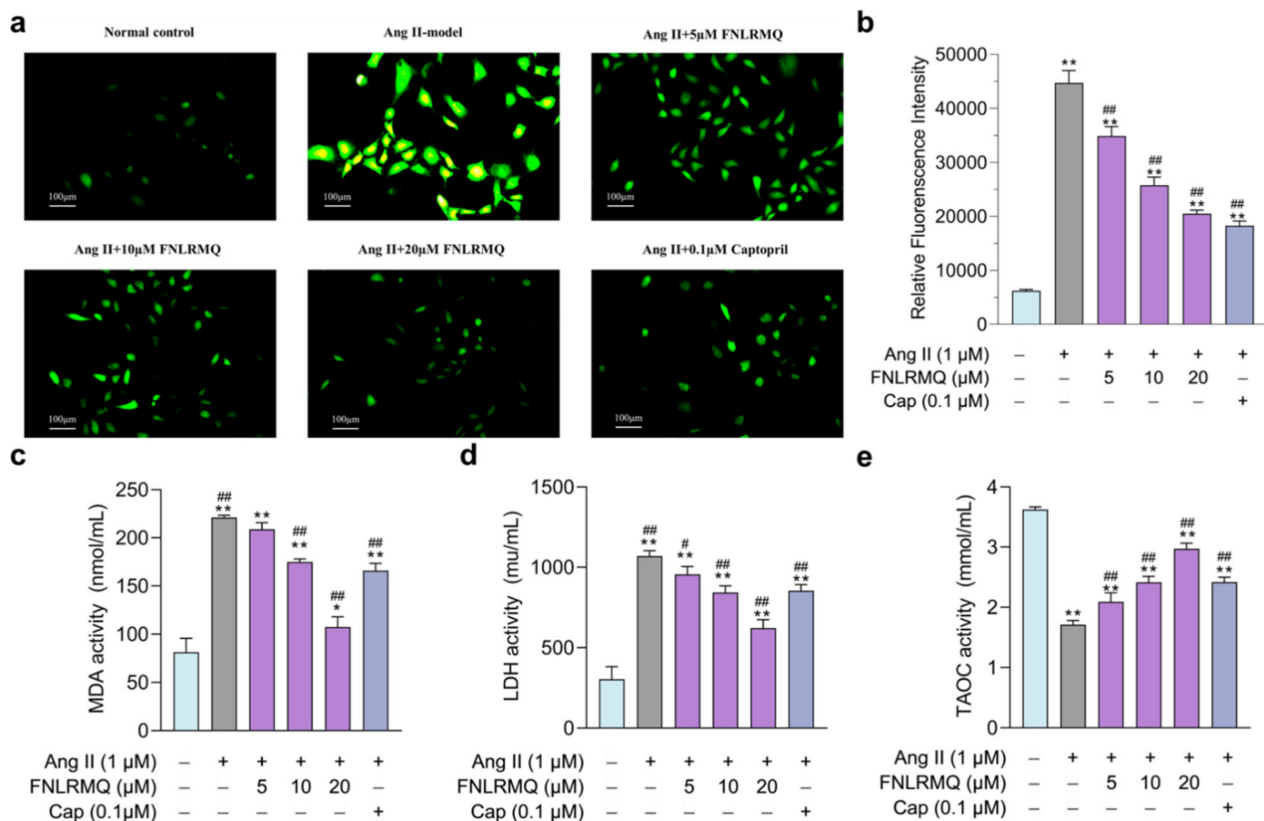 a
Normal control
Ang II-model
Ang II+5μM FNLRMQ
100μm
100μm
100μm
Ang II+10μM FNLRMQ
Ang II+20μM FNLRMQ
Ang II+0.1μM Captopril
100μm
100μm
100μm
b
Relative Fluorescence Intensity
50000
40000
30000
20000
10000
0
**
##
**
##
**
##
**
##
**
Ang II (1 μM) – + + + + +
FNLRMQ (μM) – – 5 10 20 –
Cap (0.1 μM) – – – – – +
c
MDA activity (nmol/mL)
250
200
150
100
50
0
##
**
**
##
**
##
*
##
**
Ang II (1 μM) – + + + + +
FNLRMQ (μM) – – 5 10 20 –
Cap (0.1μM) – – – – – +
d
LDH activity (mu/mL)
1500
1000
500
0
##
**
#
**
##
**
##
**
##
**
Ang II (1 μM) – + + + + +
FNLRMQ (μM) – – 5 10 20 –
Cap (0.1 μM) – – – – – +
e
TAOC activity (mmol/mL)
4
3
2
1
0
**
##
**
##
**
##
**
##
**
Ang II (1 μM) – + + + + +
FNLRMQ (μM) – – 5 10 20 –
Cap (0.1 μM) – – – – – +